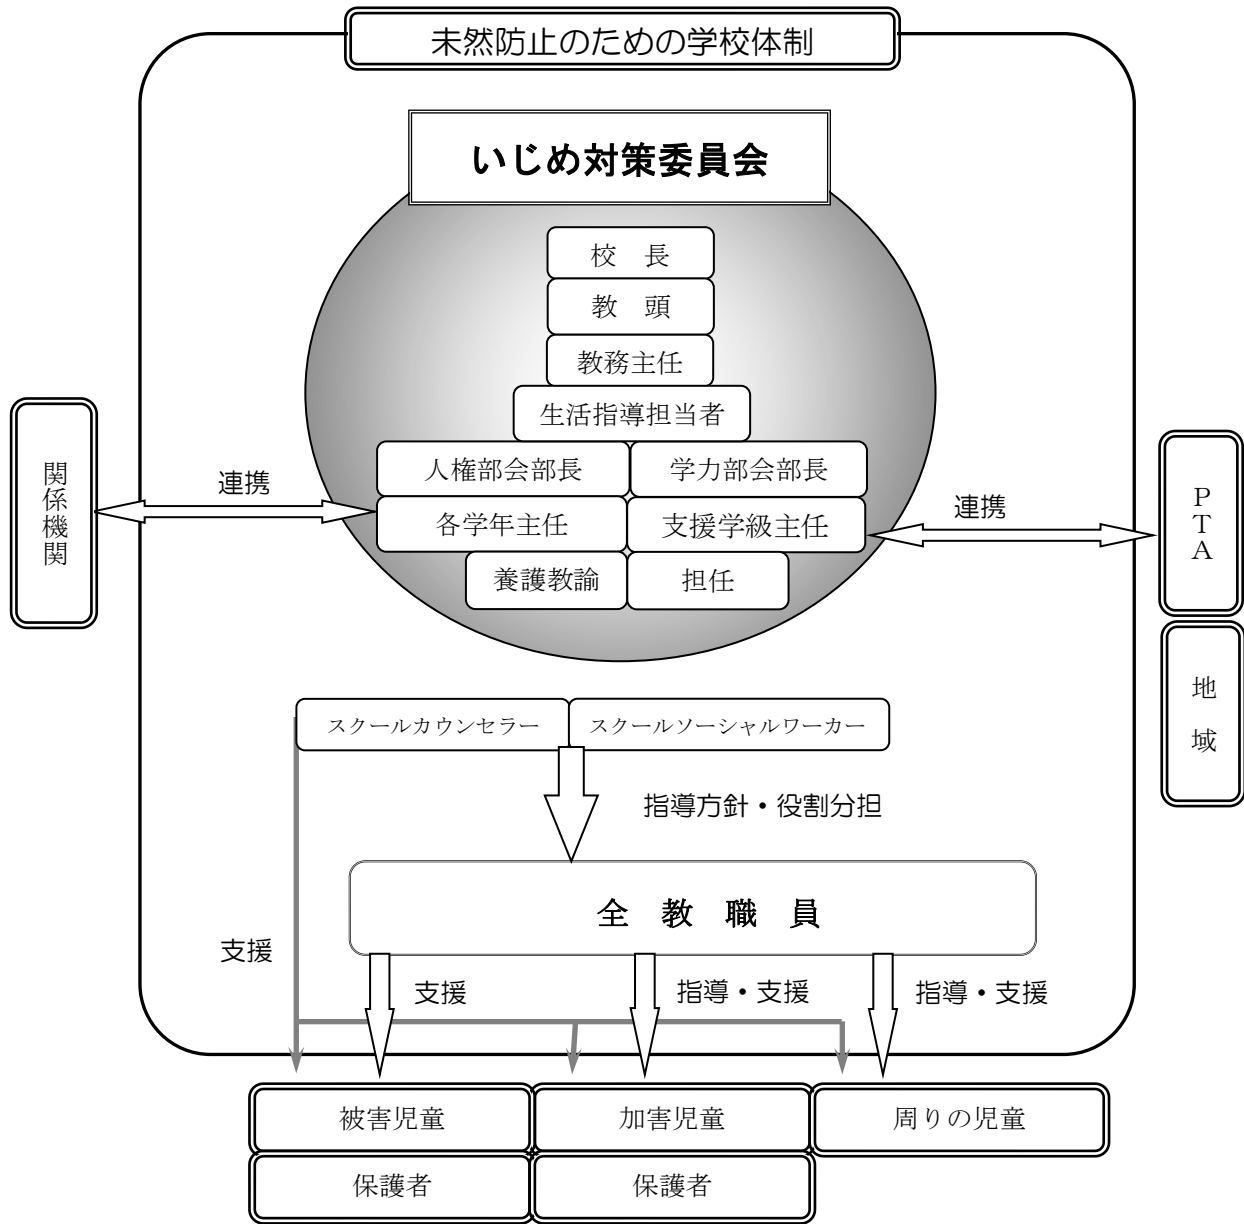 未然防止のための学校体制
いじめ対策委員会
校　長
教　頭
教務主任
生活指導担当者
人権部会部長
学力部会部長
各学年主任
支援学級主任
養護教諭
担任
関係機関
連携
連携
PTA
地　域
スクールカウンセラー
スクールソーシャルワーカー
指導方針・役割分担
全　教　職　員
支援
支援
指導・支援
指導・支援
被害児童
加害児童
周りの児童
保護者
保護者